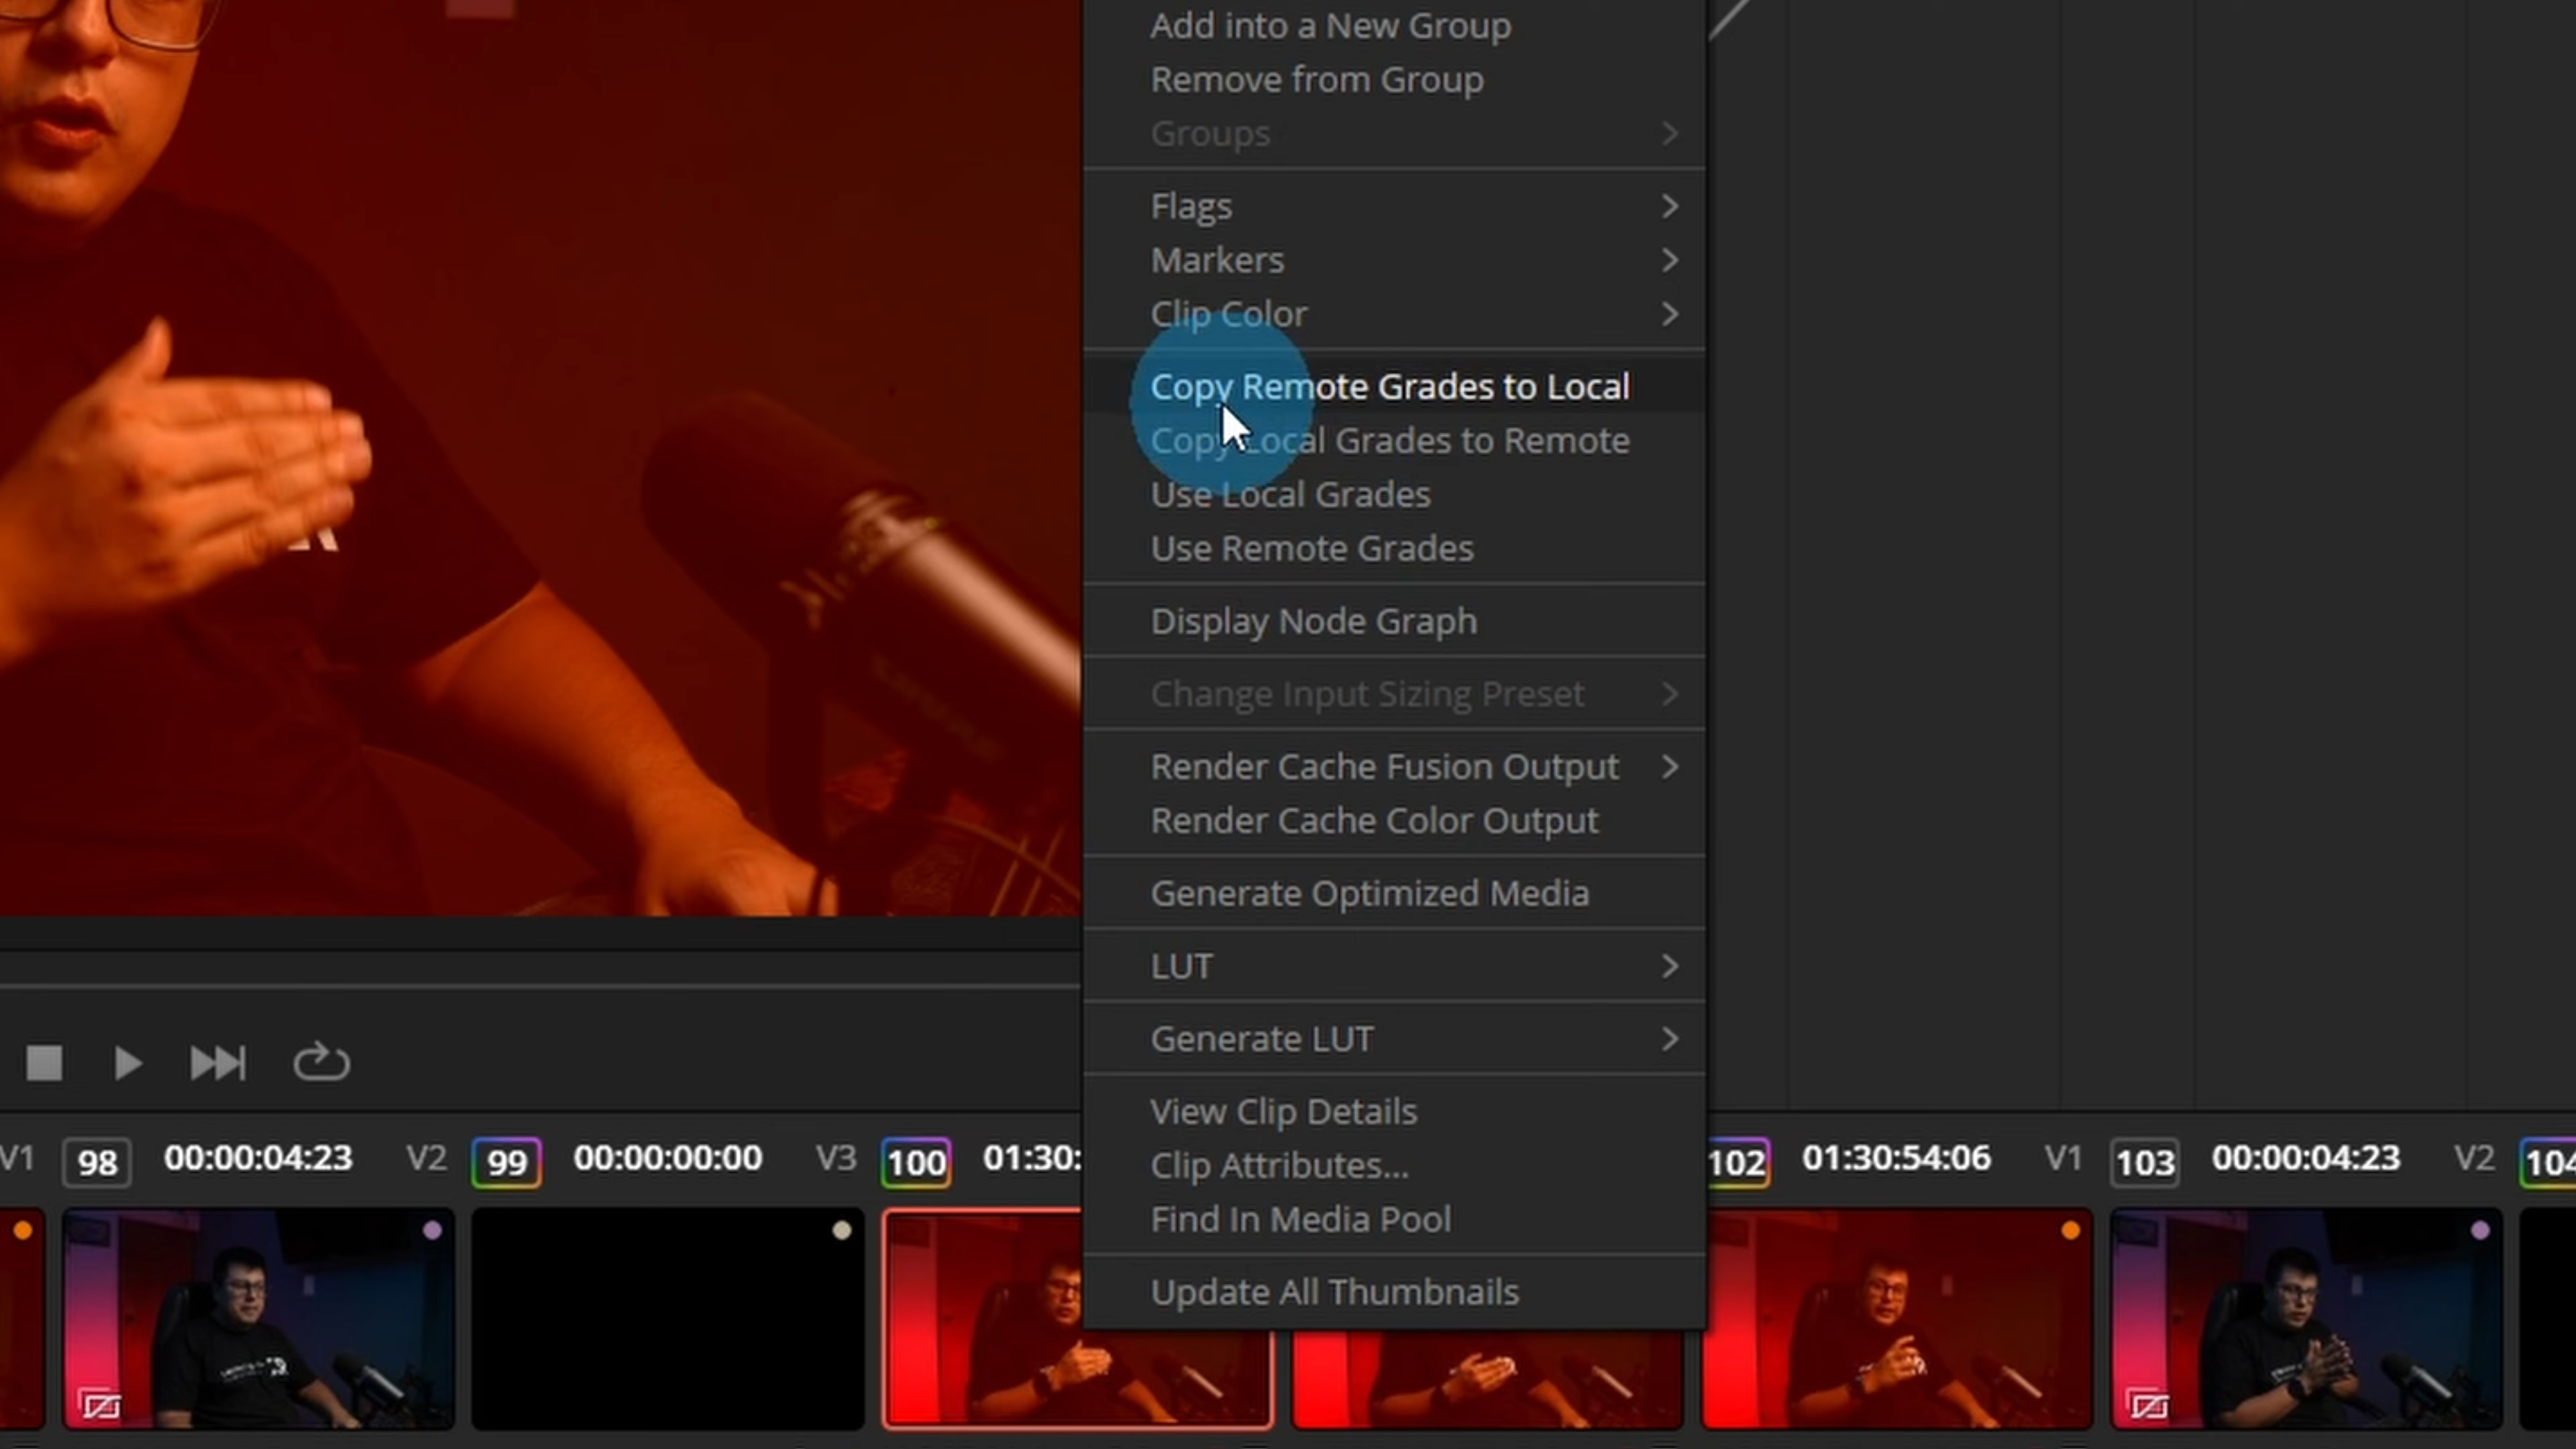 Add into a New Group
Remove from Group
Groups
Flags
Markers
Clip Color
Copy Remote Grades to Local
Copy Local Grades to Remote
Use Local Grades
Use Remote Grades
Display Node Graph
Change Input Sizing Preset
Render Cache Fusion Output
Render Cache Color Output
Generate Optimized Media
LUT
Generate LUT
View Clip Details
Clip Attributes...
Find In Media Pool
Update All Thumbnails
V1 98 00:00:04:23 V2 99 00:00:00:00 V3 100 01:30: 102 01:30:54:06 V1 103 00:00:04:23 V2 104